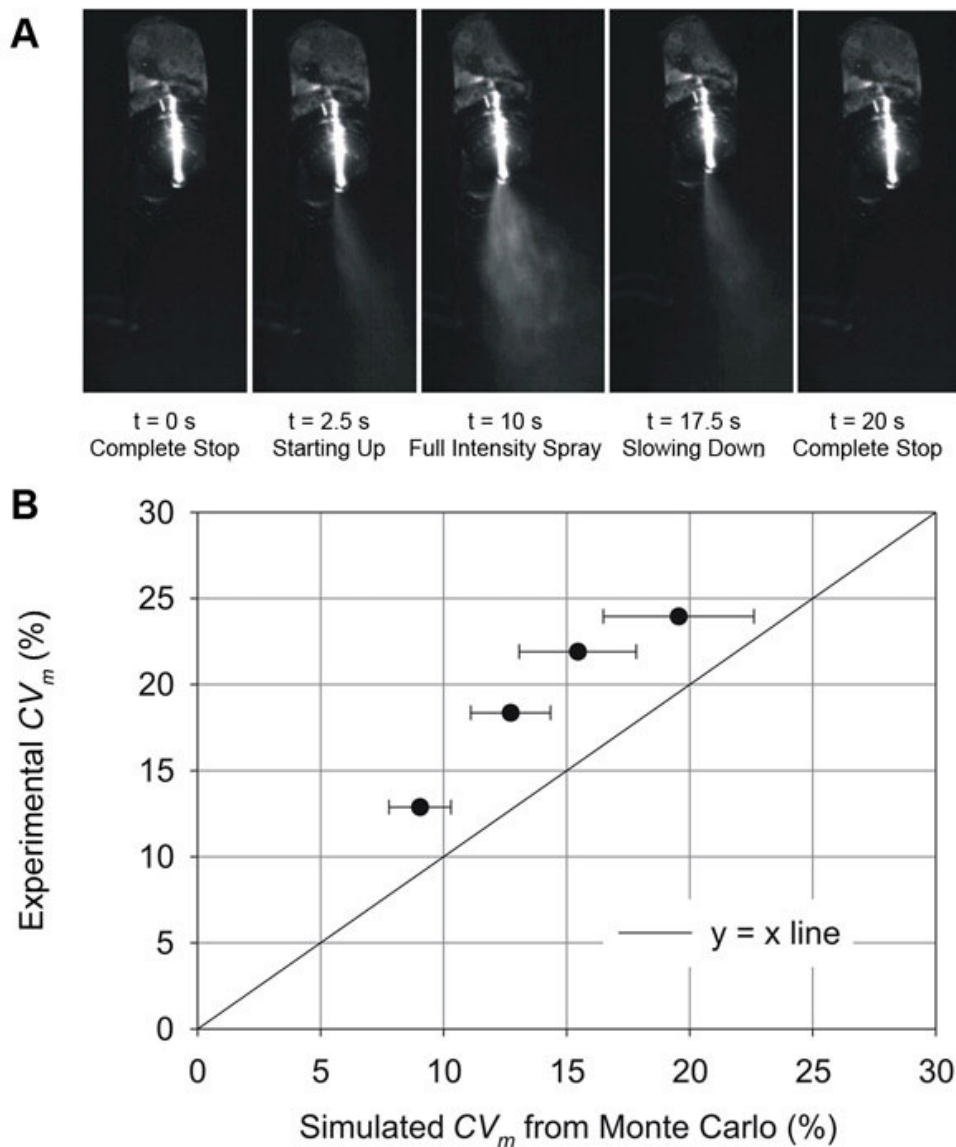 A
t = 0 s
Complete Stop
t = 2.5 s
Starting Up
t = 10 s
Full Intensity Spray
t = 17.5 s
Slowing Down
t = 20 s
Complete Stop
B
30
25
20
15
10
5
0
Experimental CVm (%)
y = x line
0 5 10 15 20 25 30
Simulated CVm from Monte Carlo (%)